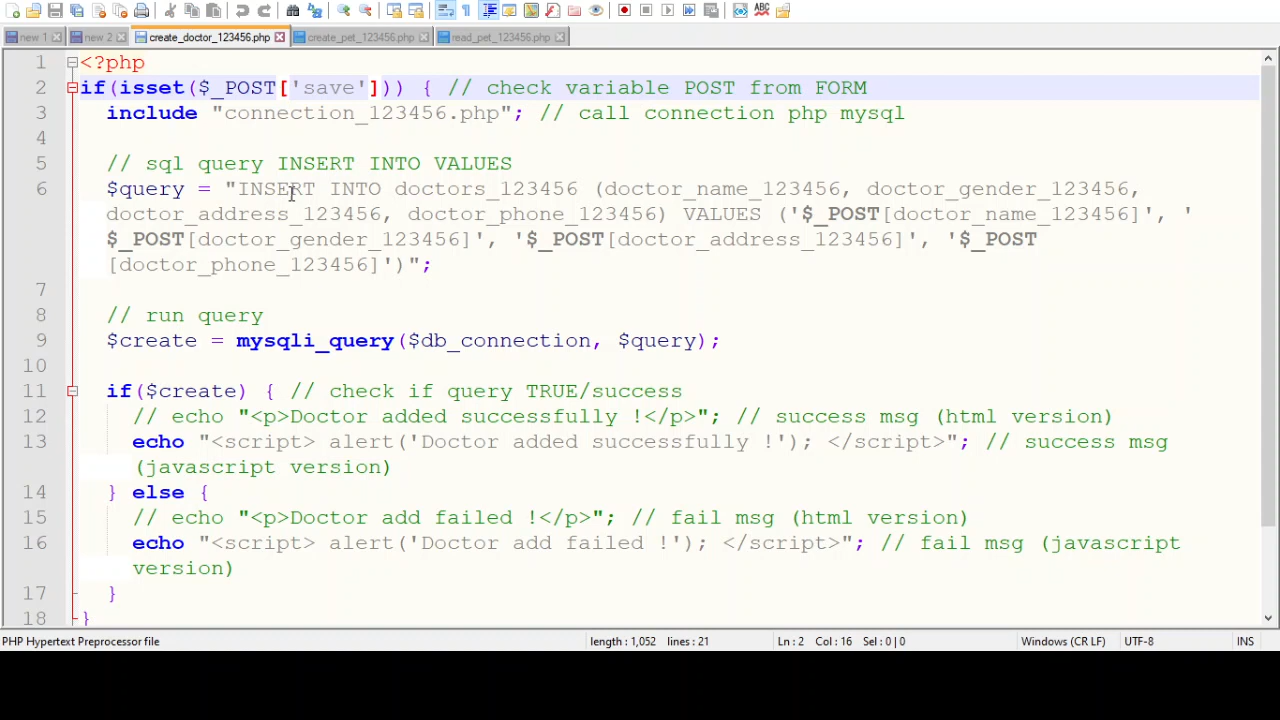 new 1 new 2 create_doctor_123456.php create_pet_123456.php read_pet_123456.php
1 <?php
2 if(isset($_POST['save'])) { // check variable POST from FORM
3 include "connection_123456.php"; // call connection php mysql
4
5 // sql query INSERT INTO VALUES
6 $query = "INSERT INTO doctors_123456 (doctor_name_123456, doctor_gender_123456,
doctor_address_123456, doctor_phone_123456) VALUES ('$_POST[doctor_name_123456]', '
$_POST[doctor_gender_123456]', '$_POST[doctor_address_123456]', '$_POST
[doctor_phone_123456]')";
7
8 // run query
9 $create = mysqli_query($db_connection, $query);
10
11 if($create) { // check if query TRUE/success
12 // echo "<p>Doctor added successfully !</p>"; // success msg (html version)
13 echo "<script> alert('Doctor added successfully !'); </script>"; // success msg
(javascript version)
14 } else {
15 // echo "<p>Doctor add failed !</p>"; // fail msg (html version)
16 echo "<script> alert('Doctor add failed !'); </script>"; // fail msg (javascript
version)
17 }
18 }
PHP Hypertext Preprocessor file length : 1,052 lines : 21 Ln : 2 Col : 16 Sel : 0 | 0 Windows (CR LF) UTF-8 INS